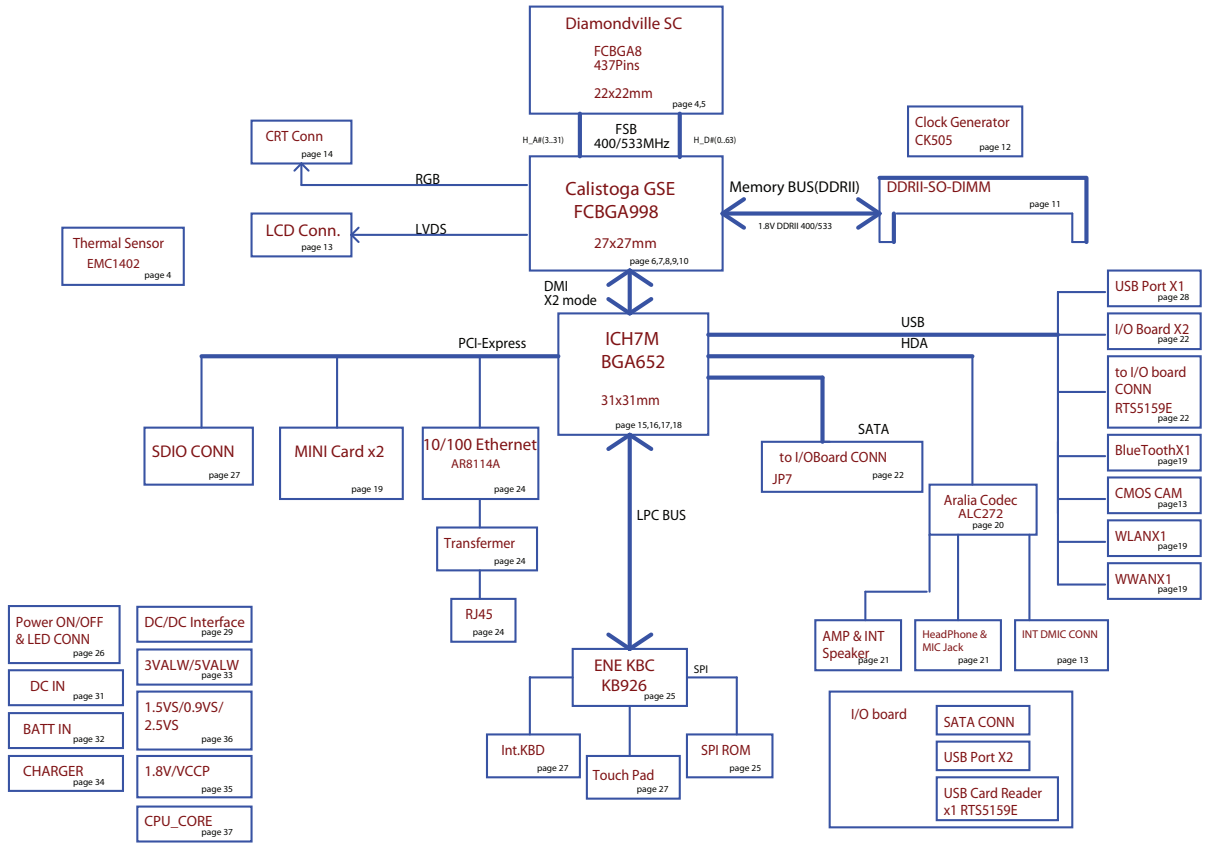 Diamondville SC
FCBGA8
437Pins
22x22mm
page 4,5
H_A#(3..31)
FSB
400/533MHz
H_D#(0..63)
CRT Conn
page 14
RGB
Clock Generator
CK505
page 12
Calistoga GSE
FCBGA998
27x27mm
page 6,7,8,9,10
Memory BUS(DDRII)
1.8V DDRII 400/533
DDRII-SO-DIMM
page 11
LCD Conn.
page 13
LVDS
Thermal Sensor
EMC1402
page 4
DMI
X2 mode
ICH7M
BGA652
31x31mm
page 15,16,17,18
PCI-Express
USB
HDA
SATA
USB Port X1
page 28
I/O Board X2
page 22
to I/O board
CONN
RTS5159E
page 22
BlueToothX1
page19
CMOS CAM
page13
WLANX1
page19
WWANX1
page19
SDIO CONN
page 27
MINI Card x2
page 19
10/100 Ethernet
AR8114A
page 24
to I/OBoard CONN
JP7
page 22
Aralia Codec
ALC272
page 20
LPC BUS
Transfermer
page 24
RJ45
page 24
AMP & INT
Speaker
page 21
HeadPhone &
MIC Jack
page 21
INT DMIC CONN
page 13
ENE KBC
KB926
page 25
SPI
Int.KBD
page 27
Touch Pad
page 27
SPI ROM
page 25
Power ON/OFF
& LED CONN
page 26
DC IN
page 31
BATT IN
page 32
CHARGER
page 34
DC/DC Interface
page 29
3VALW/5VALW
page 33
1.5VS/0.9VS/
2.5VS
page 36
1.8V/VCCP
page 35
CPU_CORE
page 37
I/O board
SATA CONN
USB Port X2
USB Card Reader
x1 RTS5159E